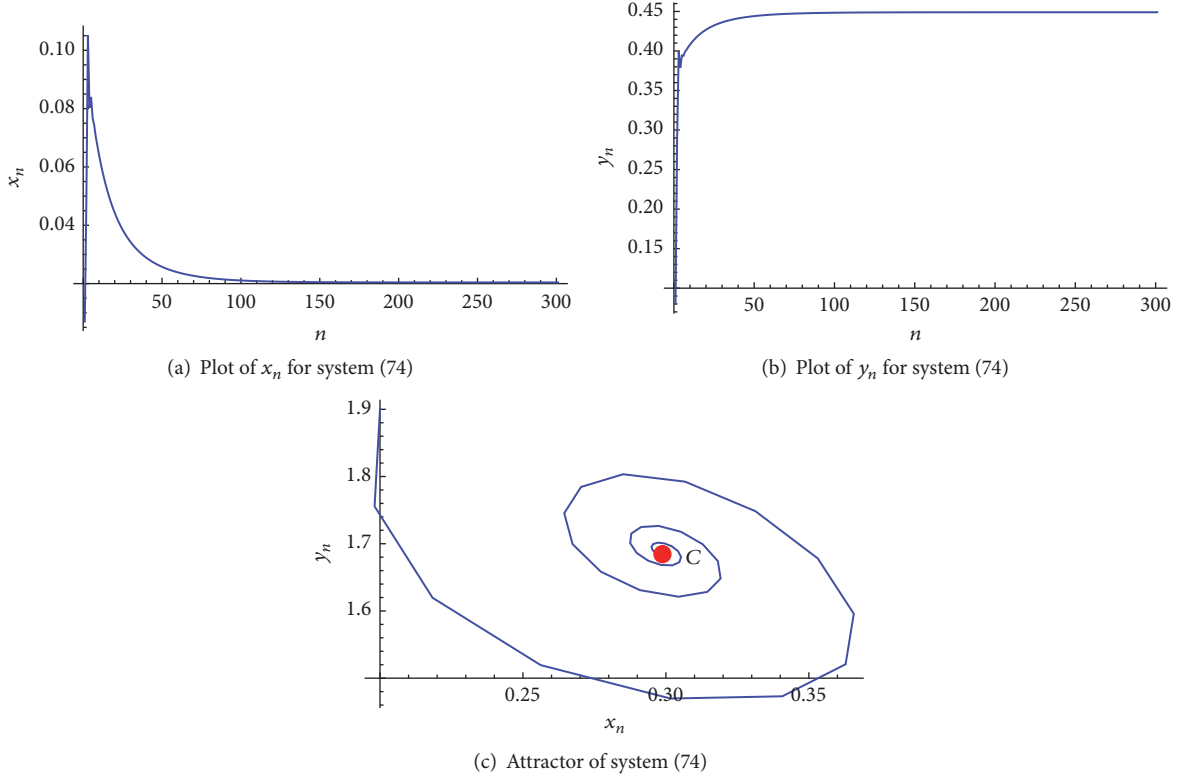 0.10
0.08
0.06
0.04
x_n
50 100 150 200 250 300
n
(a) Plot of x_n for system (74)
0.45
0.40
0.35
0.30
0.25
0.20
0.15
y_n
50 100 150 200 250 300
n
(b) Plot of y_n for system (74)
1.9
1.8
1.7
1.6
y_n
C
0.25 0.30 0.35
x_n
(c) Attractor of system (74)